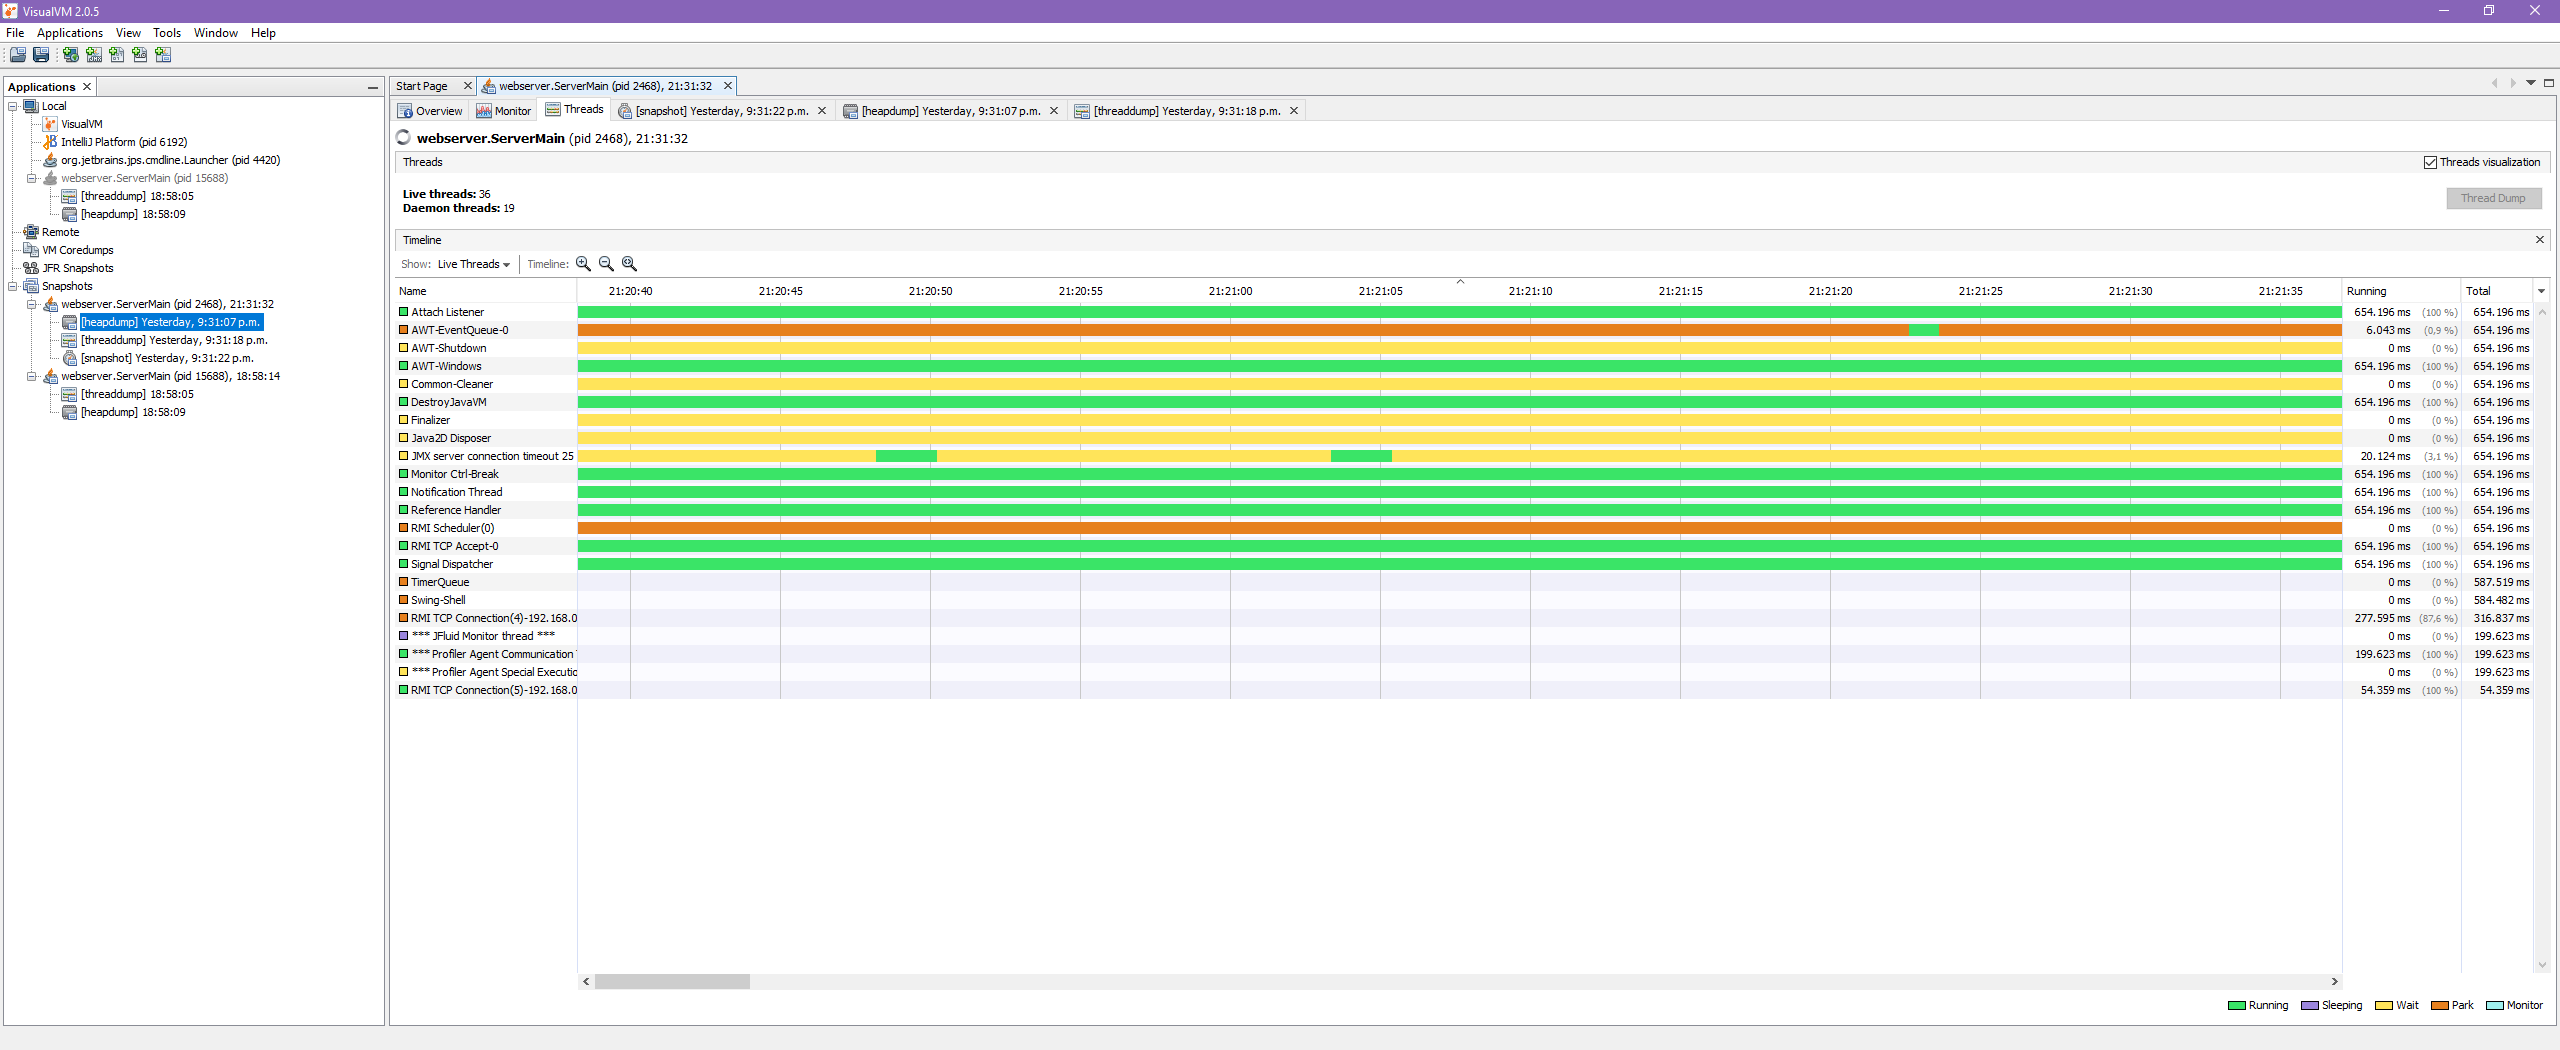 VisualVM 2.0.5
File Applications View Tools Window Help
Applications
Local
VisualVM
IntelliJ Platform (pid 6192)
org.jetbrains.jps.cmdline.Launcher (pid 4420)
webserver.ServerMain (pid 15688)
[threaddump] 18:58:05
[heapdump] 18:58:09
Remote
VM Coredumps
JFR Snapshots
Snapshots
webserver.ServerMain (pid 2468), 21:31:32
[heapdump] Yesterday, 9:31:07 p.m.
[threaddump] Yesterday, 9:31:18 p.m.
[snapshot] Yesterday, 9:31:22 p.m.
webserver.ServerMain (pid 15688), 18:58:14
[threaddump] 18:58:05
[heapdump] 18:58:09
Start Page webserver.ServerMain (pid 2468), 21:31:32
Overview Monitor Threads [snapshot] Yesterday, 9:31:22 p.m. [heapdump] Yesterday, 9:31:07 p.m. [threaddump] Yesterday, 9:31:18 p.m.
webserver.ServerMain (pid 2468), 21:31:32
Threads Threads visualization
Live threads: 36
Daemon threads: 19
Thread Dump
Timeline
Show: Live Threads Timeline:
Name 21:20:40 21:20:45 21:20:50 21:20:55 21:21:00 21:21:05 21:21:10 21:21:15 21:21:20 21:21:25 21:21:30 21:21:35 Running Total
Attach Listener 654.196 ms (100 %) 654.196 ms
AWT-EventQueue-0 6.043 ms (0,9 %) 654.196 ms
AWT-Shutdown 0 ms (0 %) 654.196 ms
AWT-Windows 654.196 ms (100 %) 654.196 ms
Common-Cleaner 0 ms (0 %) 654.196 ms
DestroyJavaVM 654.196 ms (100 %) 654.196 ms
Finalizer 0 ms (0 %) 654.196 ms
Java2D Disposer 0 ms (0 %) 654.196 ms
JMX server connection timeout 25 20.124 ms (3,1 %) 654.196 ms
Monitor Ctrl-Break 654.196 ms (100 %) 654.196 ms
Notification Thread 654.196 ms (100 %) 654.196 ms
Reference Handler 654.196 ms (100 %) 654.196 ms
RMI Scheduler(0) 0 ms (0 %) 654.196 ms
RMI TCP Accept-0 654.196 ms (100 %) 654.196 ms
Signal Dispatcher 654.196 ms (100 %) 654.196 ms
TimerQueue 0 ms (0 %) 587.519 ms
Swing-Shell 0 ms (0 %) 584.482 ms
RMI TCP Connection(4)-192.168.0 277.595 ms (87,6 %) 316.837 ms
*** JFluid Monitor thread *** 0 ms (0 %) 199.623 ms
*** Profiler Agent Communication 199.623 ms (100 %) 199.623 ms
*** Profiler Agent Special Executio 0 ms (0 %) 199.623 ms
RMI TCP Connection(5)-192.168.0 54.359 ms (100 %) 54.359 ms
Running Sleeping Wait Park Monitor